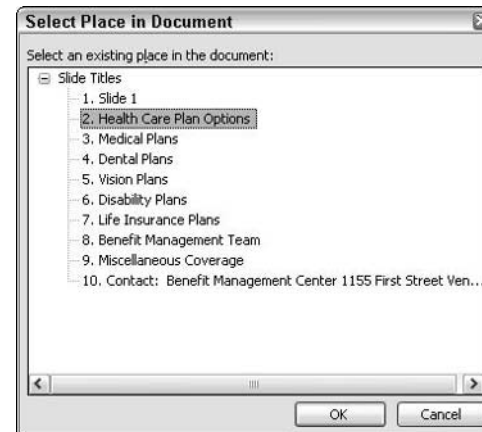 Select Place in Document
Select an existing place in the document:
Slide Titles
1. Slide 1
2. Health Care Plan Options
3. Medical Plans
4. Dental Plans
5. Vision Plans
6. Disability Plans
7. Life Insurance Plans
8. Benefit Management Team
9. Miscellaneous Coverage
10. Contact: Benefit Management Center 1155 First Street Ven...
OK Cancel